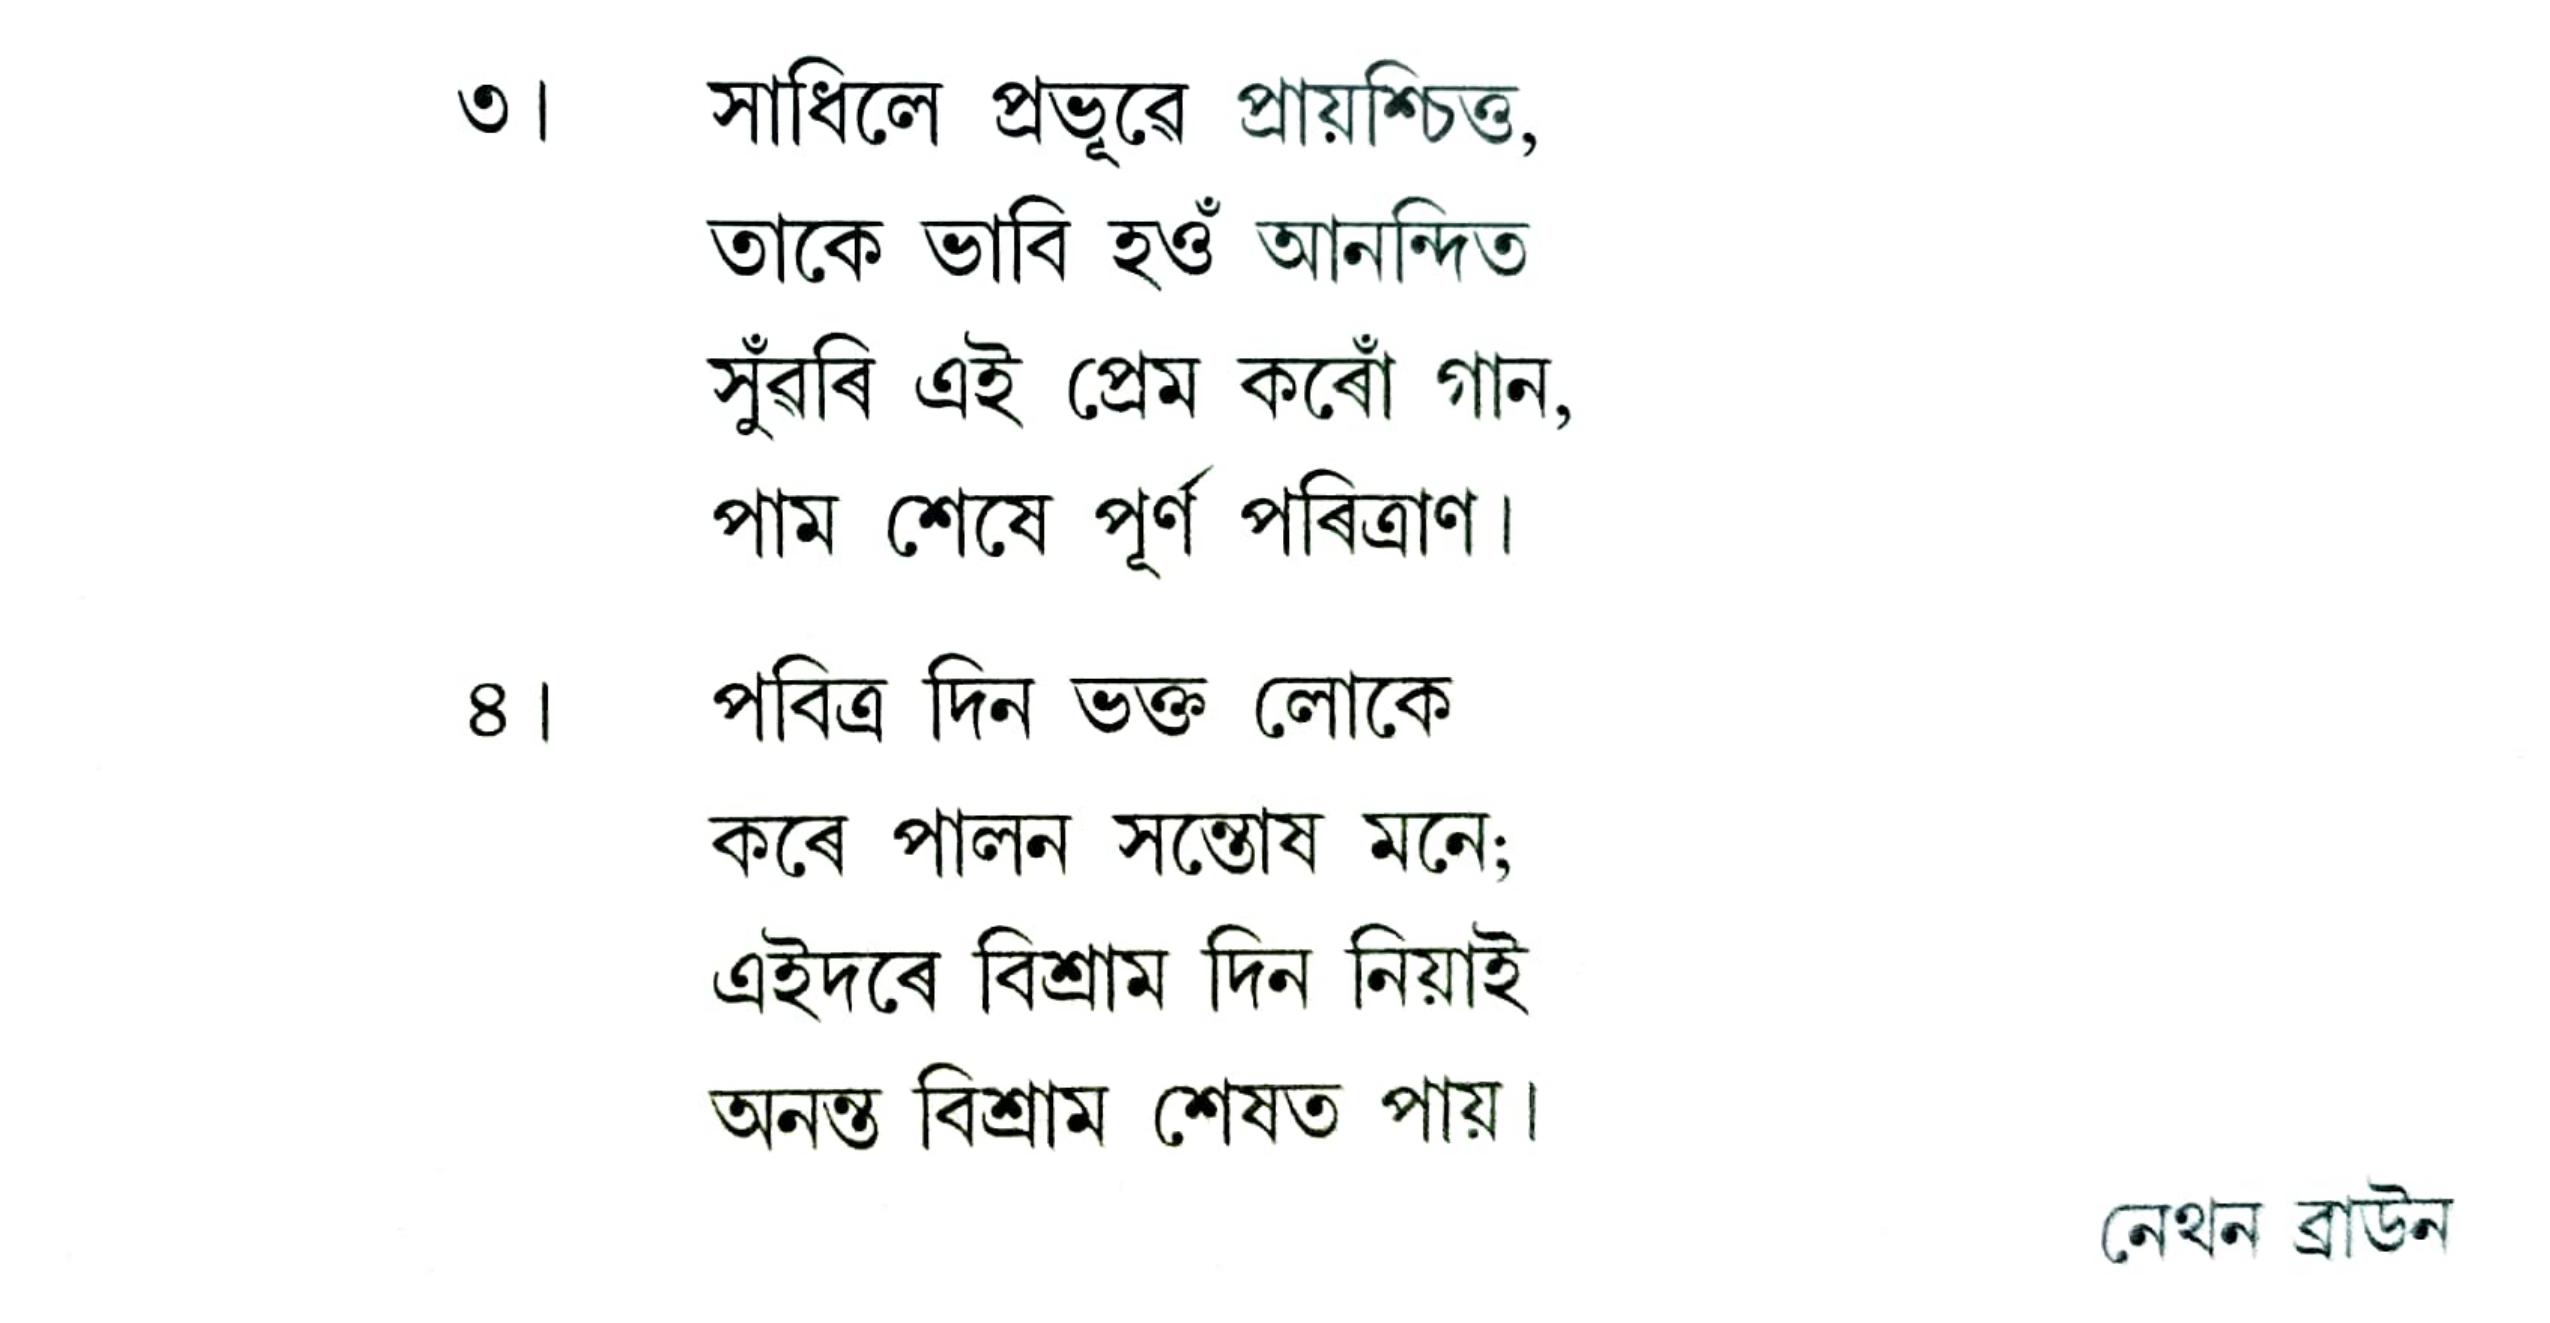 ৩। সাধিলে প্ৰভূৱে প্ৰায়শ্চিত্ত,
তাকে ভাবি হওঁ আনন্দিত
সুঁৱৰি এই প্ৰেম কৰোঁ গান,
পাম শেষে পূৰ্ণ পৰিত্ৰাণ।
৪। পবিত্ৰ দিন ভক্ত লোকে
কৰে পালন সন্তোষ মনে;
এইদৰে বিশ্ৰাম দিন নিয়াই
অনন্ত বিশ্ৰাম শেষত পায়।
নেথন ব্ৰাউন